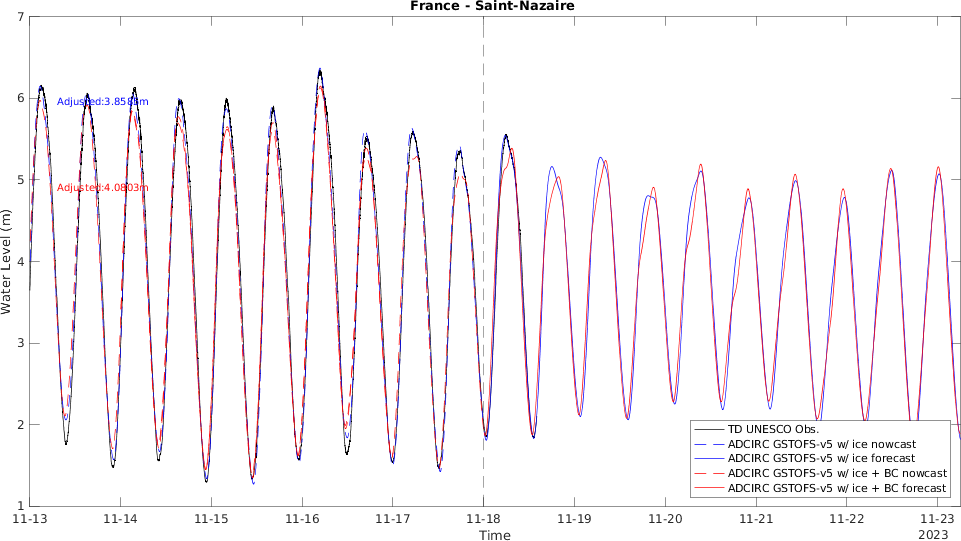 France - Saint-Nazaire
7
6
5
4
3
2
1
Water Level (m)
Adjusted:3.8585m
Adjusted:4.0803m
TD UNESCO Obs.
ADCIRC GSTOFS-v5 w/ ice nowcast
ADCIRC GSTOFS-v5 w/ ice forecast
ADCIRC GSTOFS-v5 w/ ice + BC nowcast
ADCIRC GSTOFS-v5 w/ ice + BC forecast
11-13 11-14 11-15 11-16 11-17 11-18 11-19 11-20 11-21 11-22 11-23
Time
2023